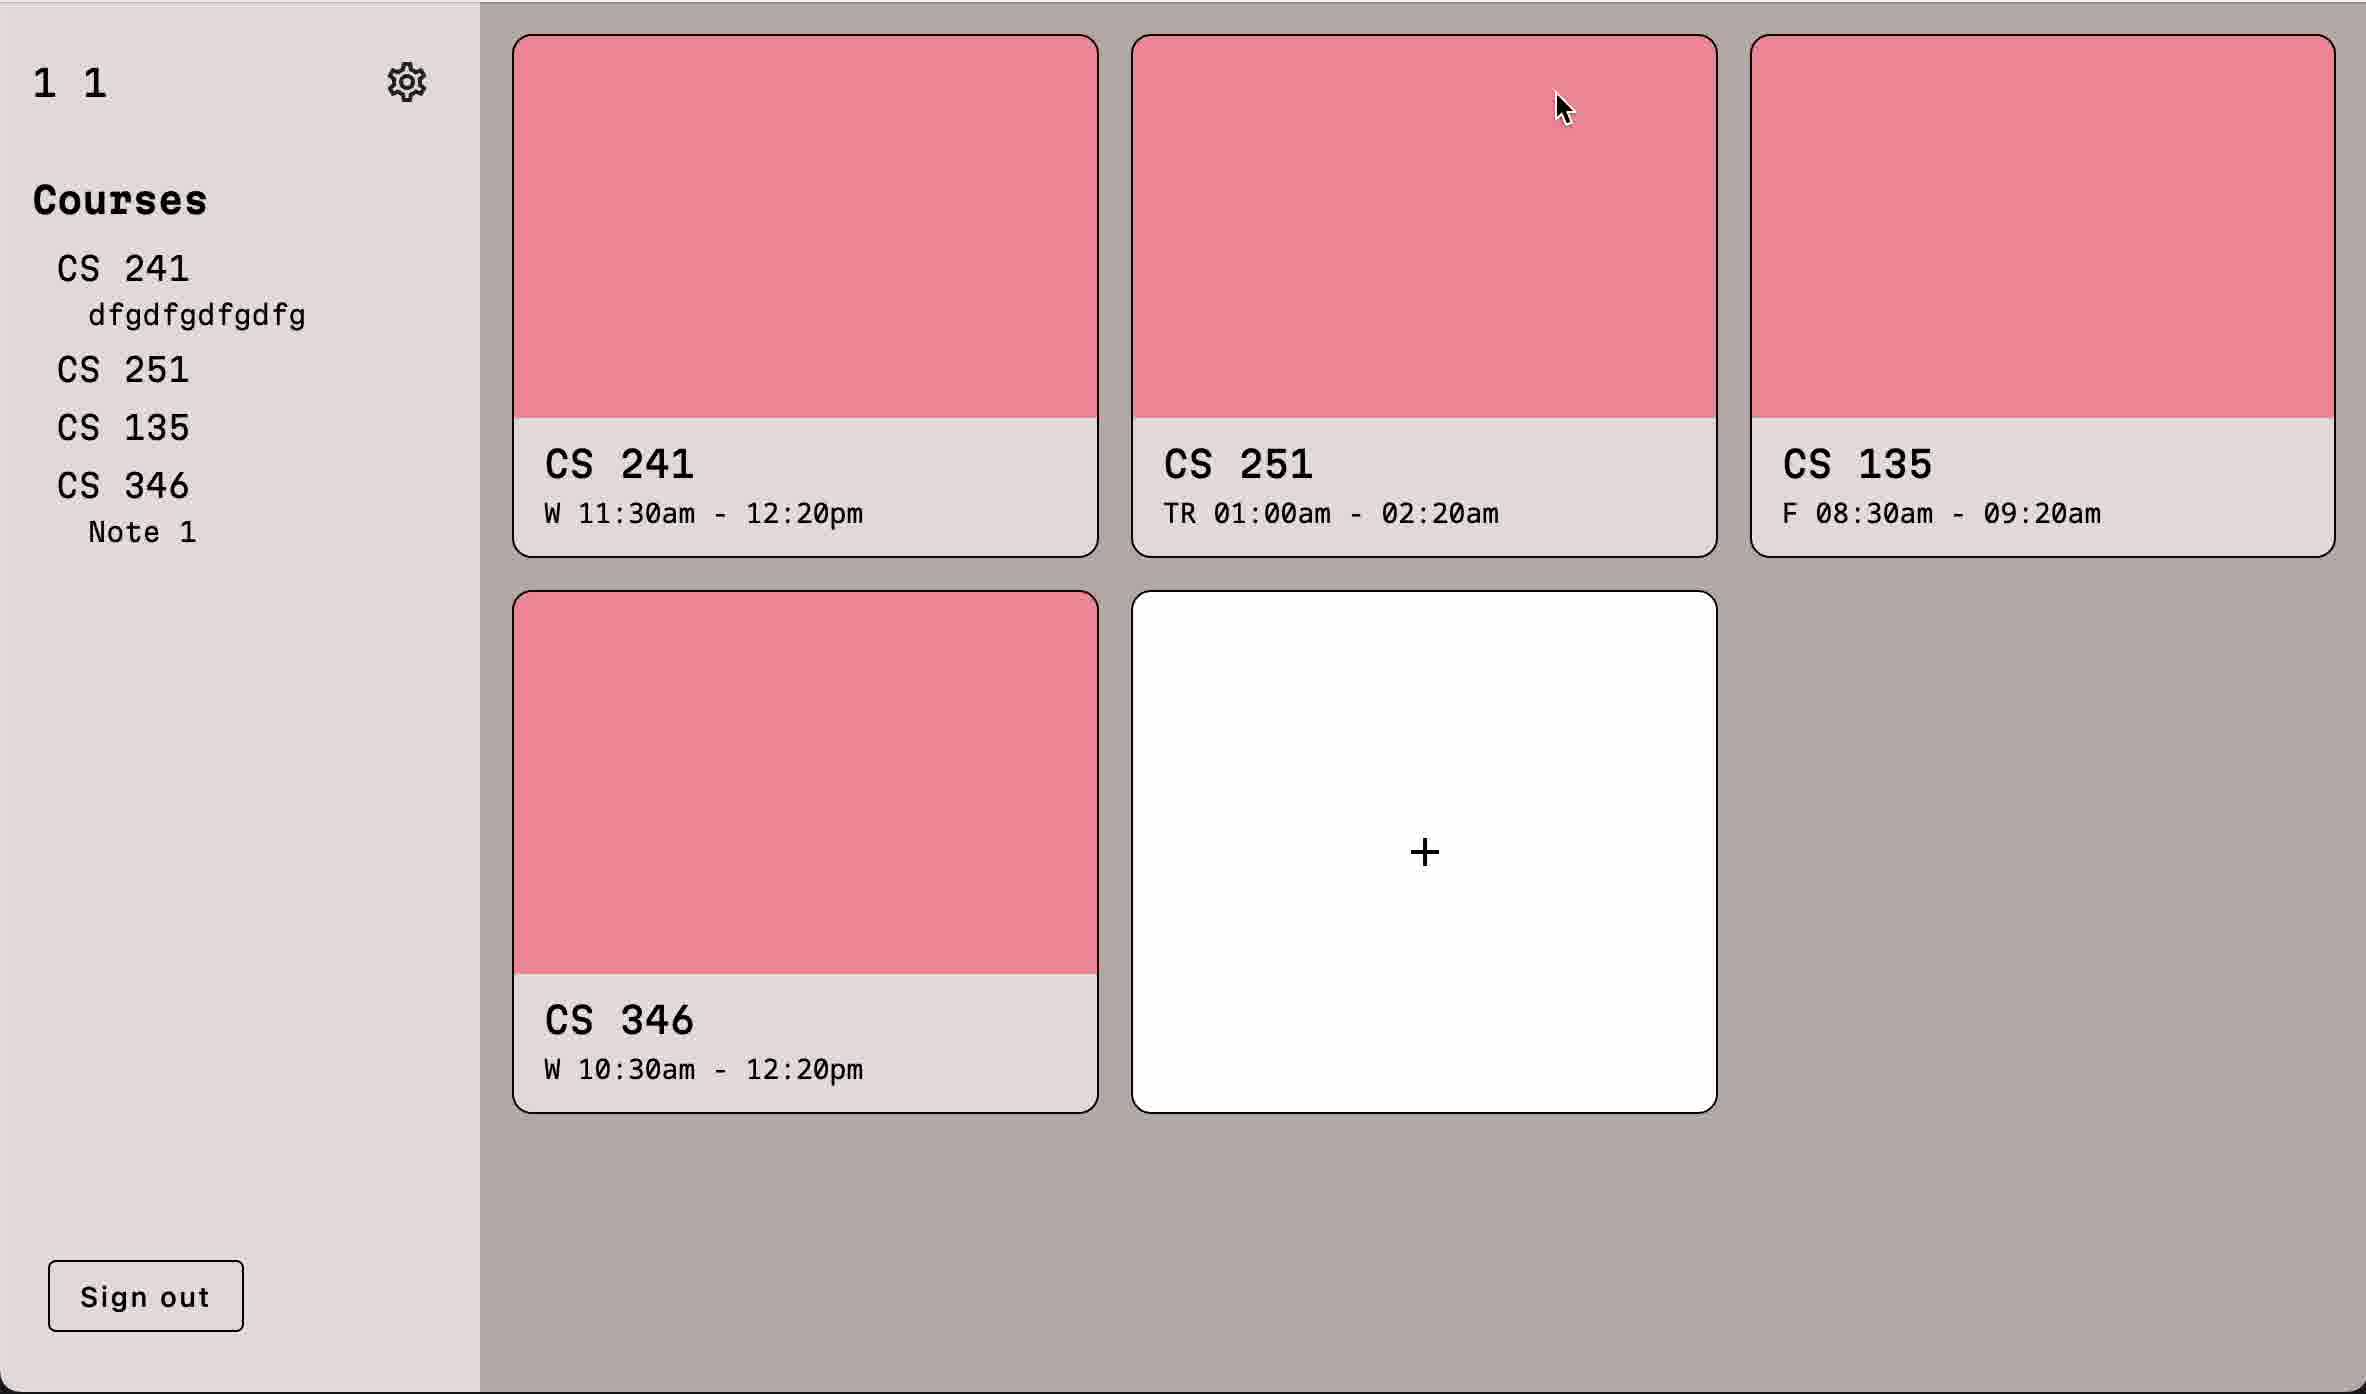 1 1
Courses
CS 241
dfgdfgdfgdfg
CS 251
CS 135
CS 346
Note 1
Sign out
CS 241
W 11:30am - 12:20pm
CS 251
TR 01:00am - 02:20am
CS 135
F 08:30am - 09:20am
CS 346
W 10:30am - 12:20pm
+